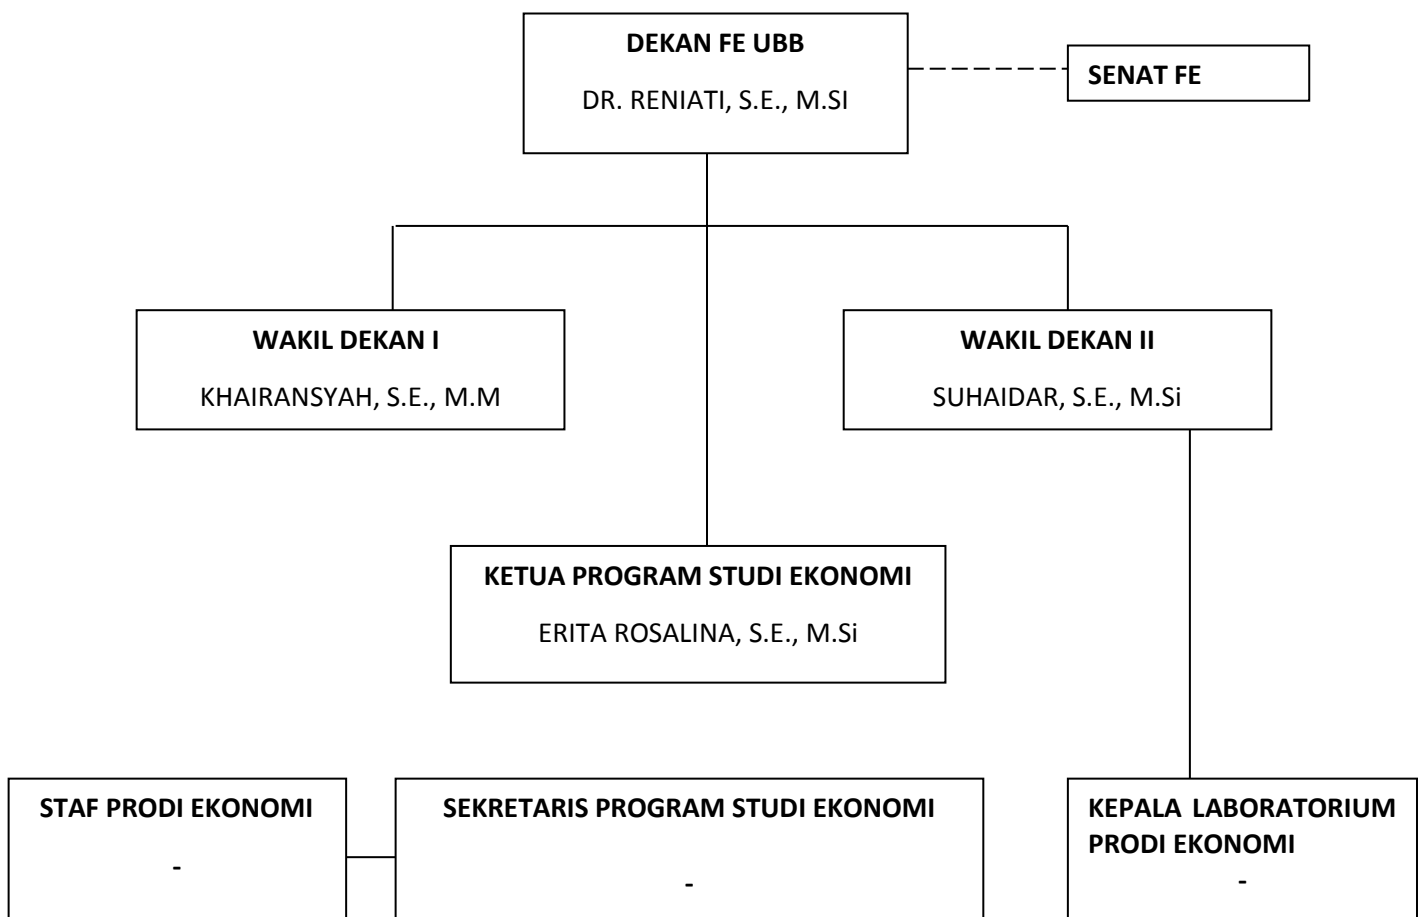 DEKAN FE UBB
DR. RENIATI, S.E., M.SI
SENAT FE
WAKIL DEKAN I
KHAIRANSYAH, S.E., M.M
WAKIL DEKAN II
SUHAIDAR, S.E., M.Si
KETUA PROGRAM STUDI EKONOMI
ERITA ROSALINA, S.E., M.Si
STAF PRODI EKONOMI
-
SEKRETARIS PROGRAM STUDI EKONOMI
-
KEPALA LABORATORIUM
PRODI EKONOMI
-